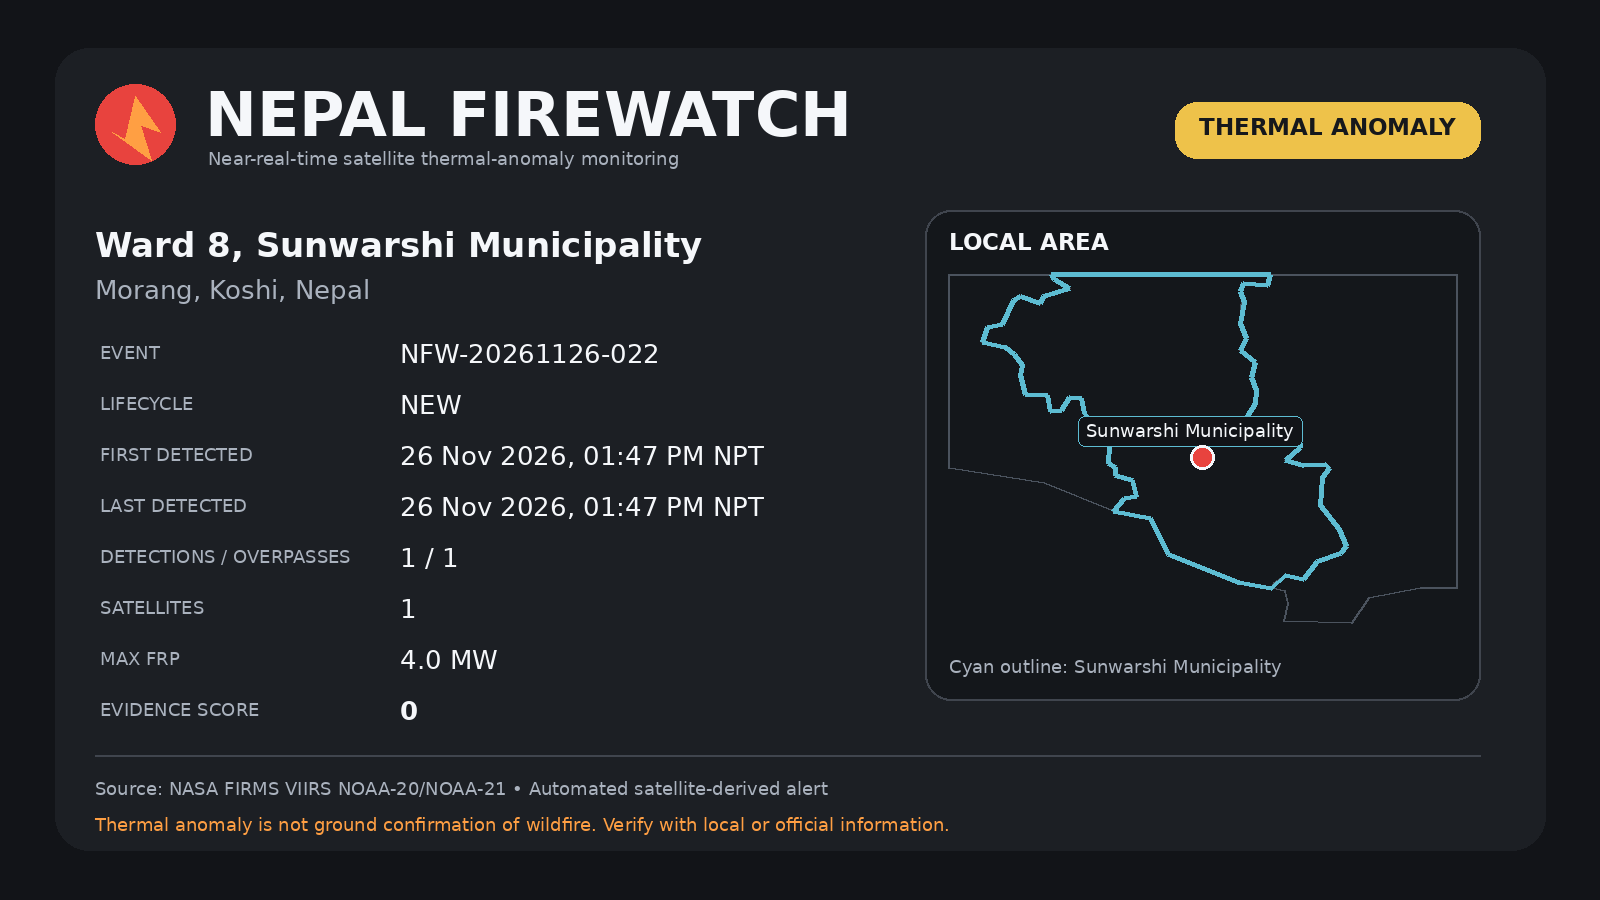 NEPAL FIREWATCH
Near-real-time satellite thermal-anomaly monitoring
THERMAL ANOMALY
Ward 8, Sunwarshi Municipality
Morang, Koshi, Nepal
EVENT NFW-20261126-022
LIFECYCLE NEW
FIRST DETECTED 26 Nov 2026, 01:47 PM NPT
LAST DETECTED 26 Nov 2026, 01:47 PM NPT
DETECTIONS / OVERPASSES 1 / 1
SATELLITES 1
MAX FRP 4.0 MW
EVIDENCE SCORE 0
LOCAL AREA
Sunwarshi Municipality
Cyan outline: Sunwarshi Municipality
Source: NASA FIRMS VIIRS NOAA-20/NOAA-21 • Automated satellite-derived alert
Thermal anomaly is not ground confirmation of wildfire. Verify with local or official information.